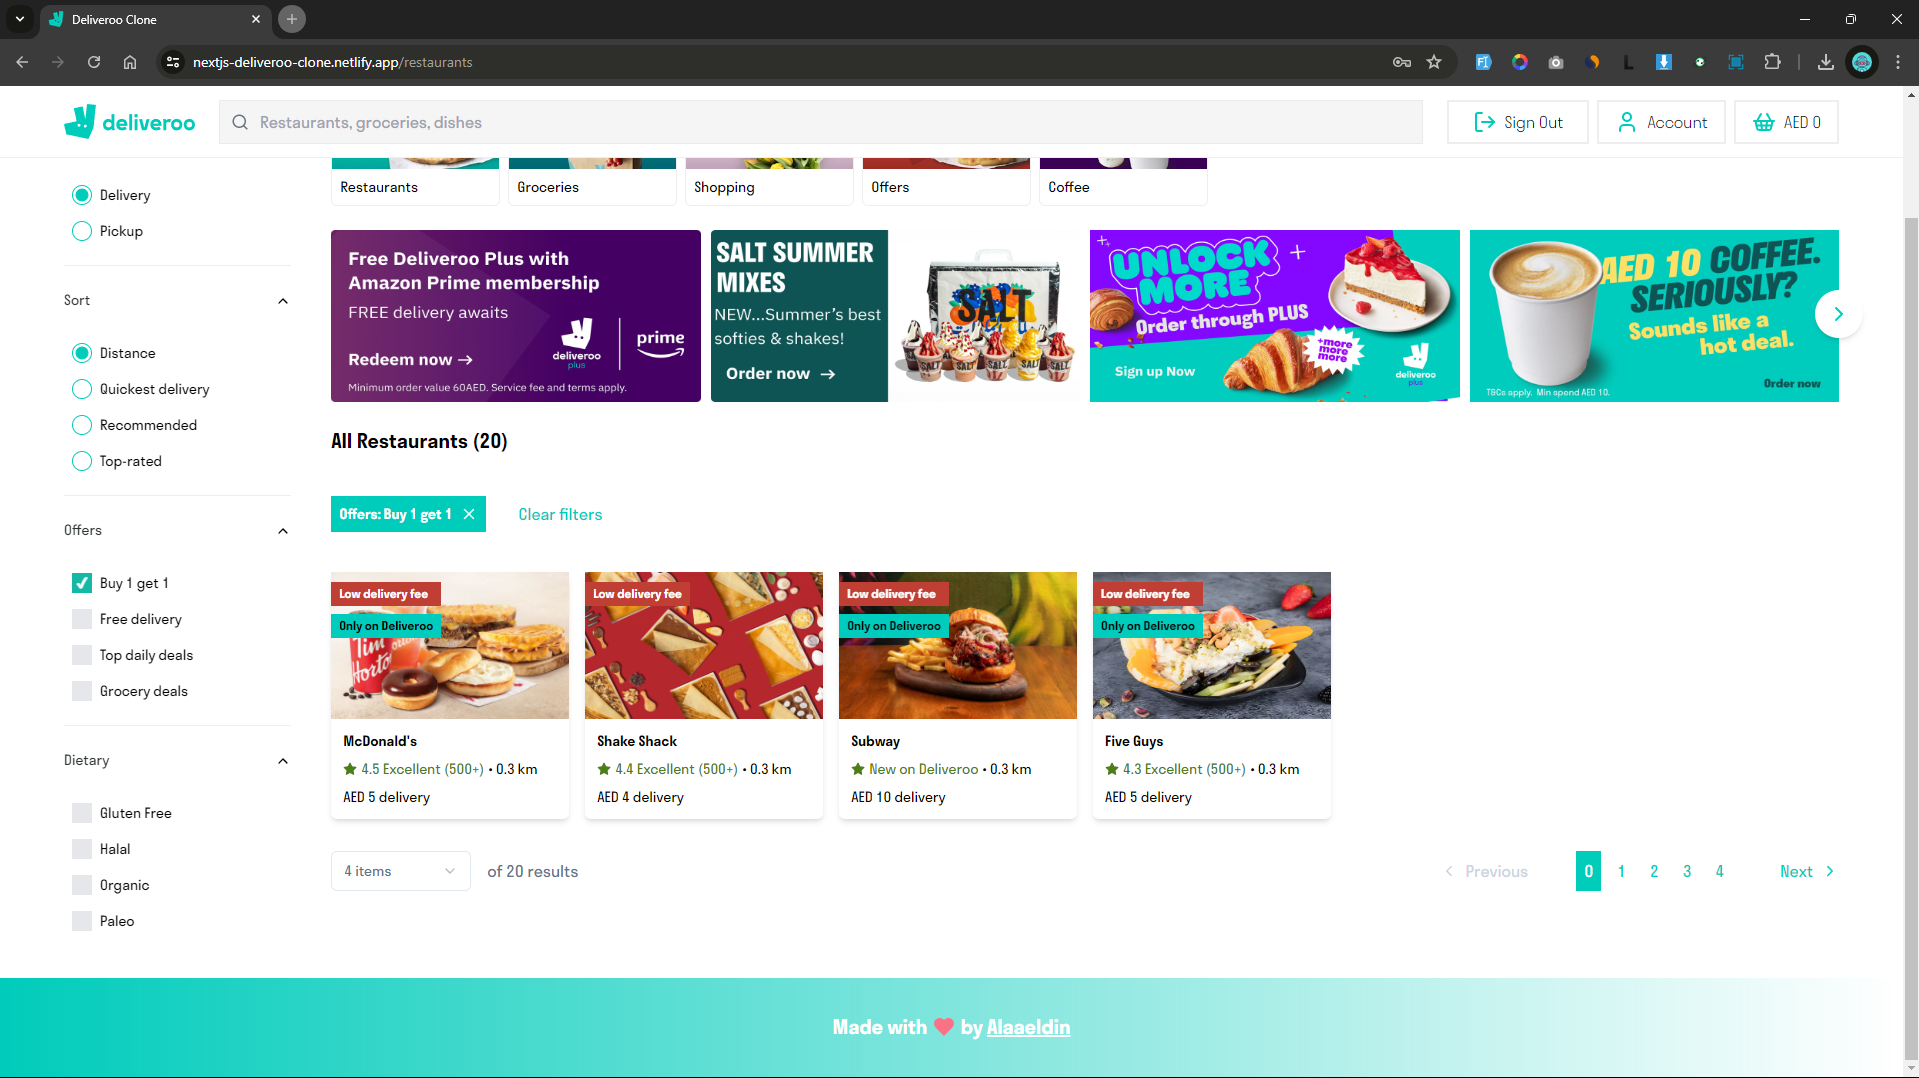 Deliveroo Clone
nextjs-deliveroo-clone.netlify.app/restaurants
deliveroo
Restaurants, groceries, dishes
Sign Out
Account
AED 0
Restaurants
Groceries
Shopping
Offers
Coffee
Delivery
Pickup
Sort
Distance
Quickest delivery
Recommended
Top-rated
Offers
Buy 1 get 1
Free delivery
Top daily deals
Grocery deals
Dietary
Gluten Free
Halal
Organic
Paleo
Free Deliveroo Plus with
Amazon Prime membership
FREE delivery awaits
Redeem now →
deliveroo
plus
prime
Minimum order value 60AED. Service fee and terms apply.
SALT SUMMER
MIXES
NEW...Summer's best
softies & shakes!
Order now →
SALT
UNLOCK
MORE
Order through PLUS
+more
more
more
Sign up Now
deliveroo
plus
AED 10 COFFEE.
SERIOUSLY?
Sounds like a
hot deal.
T&Cs apply. Min spend AED 10.
Order now
All Restaurants (20)
Offers: Buy 1 get 1
Clear filters
Low delivery fee
Only on Deliveroo
McDonald's
4.5 Excellent (500+) • 0.3 km
AED 5 delivery
Low delivery fee
Shake Shack
4.4 Excellent (500+) • 0.3 km
AED 4 delivery
Low delivery fee
Only on Deliveroo
Subway
New on Deliveroo • 0.3 km
AED 10 delivery
Low delivery fee
Only on Deliveroo
Five Guys
4.3 Excellent (500+) • 0.3 km
AED 5 delivery
4 items
of 20 results
Previous
0 1 2 3 4
Next
Made with ❤ by Alaaeldin